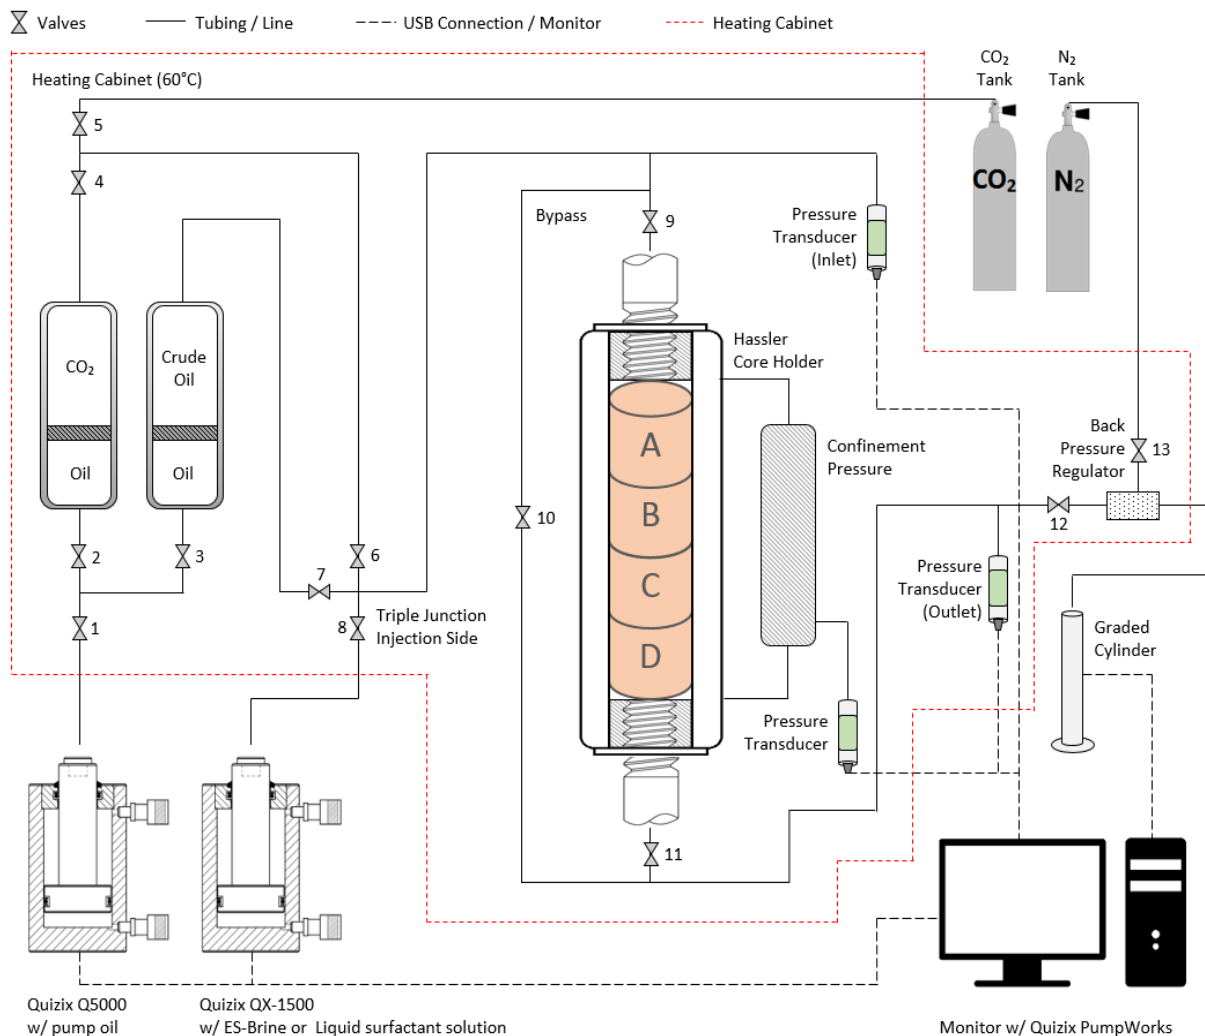 Valves
Tubing / Line
USB Connection / Monitor
Heating Cabinet
Heating Cabinet (60°C)
CO₂
Tank
N₂
Tank
5
4
CO₂
N₂
Bypass
9
Pressure
Transducer
(Inlet)
Hassler
Core Holder
CO₂
Crude
Oil
Oil
Oil
A
B
C
D
Confinement
Pressure
Back
Pressure
Regulator
13
10
12
2
3
6
7
1
8
Triple Junction
Injection Side
Pressure
Transducer
(Outlet)
Graded
Cylinder
Pressure
Transducer
11
Quizix Q5000
w/ pump oil
Quizix QX-1500
w/ ES-Brine or Liquid surfactant solution
Monitor w/ Quizix PumpWorks